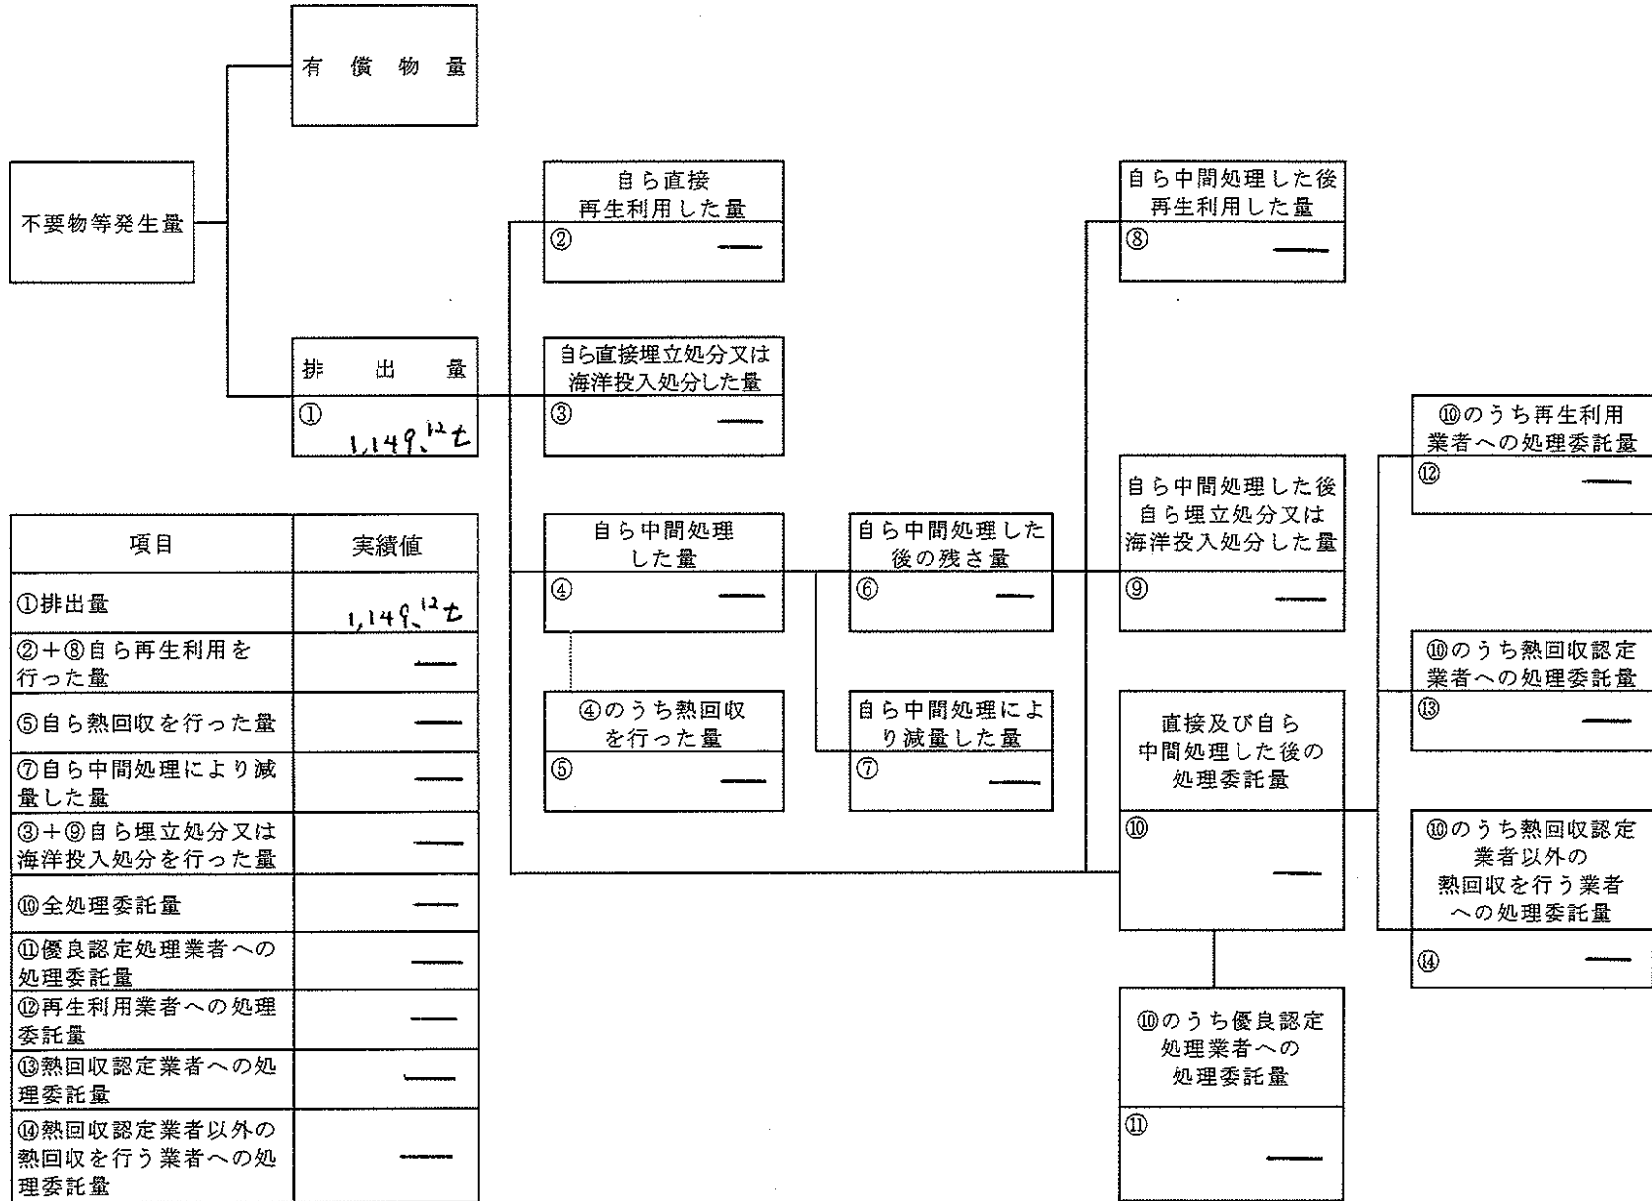 有償物量
不要物等発生量
排出量
①
1,149.12t
自ら直接
再生利用した量
②
—
自ら直接埋立処分又は
海洋投入処分した量
③
—
自ら中間処理
した量
④
—
④のうち熱回収
を行った量
⑤
—
自ら中間処理した
後の残さ量
⑥
—
自ら中間処理によ
り減量した量
⑦
—
自ら中間処理した後
再生利用した量
⑧
—
自ら中間処理した後
自ら埋立処分又は
海洋投入処分した量
⑨
—
直接及び自ら
中間処理した後の
処理委託量
⑩
—
⑩のうち優良認定
処理業者への
処理委託量
⑪
—
⑩のうち再生利用
業者への処理委託量
⑫
—
⑩のうち熱回収認定
業者への処理委託量
⑬
—
⑩のうち熱回収認定
業者以外の
熱回収を行う業者
への処理委託量
⑭
—
項目 実績値
①排出量 1,149.12t
②+⑧自ら再生利用を
行った量 —
⑤自ら熱回収を行った量 —
⑦自ら中間処理により減
量した量 —
③+⑨自ら埋立処分又は
海洋投入処分を行った量 —
⑩全処理委託量 —
⑪優良認定処理業者への
処理委託量 —
⑫再生利用業者への処理
委託量 —
⑬熱回収認定業者への処
理委託量 —
⑭熱回収認定業者以外の
熱回収を行う業者への処
理委託量 —